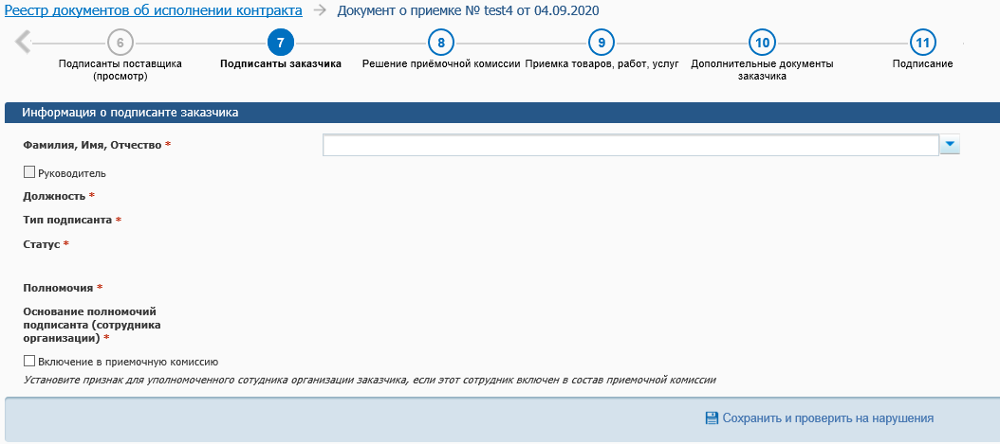 Реестр документов об исполнении контракта → Документ о приемке № test4 от 04.09.2020
6 7 8 9 10 11
Подписанты поставщика Подписанты заказчика Решение приёмочной комиссии Приемка товаров, работ, услуг Дополнительные документы Подписание
(просмотр) заказчика
Информация о подписанте заказчика
Фамилия, Имя, Отчество *
Руководитель
Должность *
Тип подписанта *
Статус *
Полномочия *
Основание полномочий
подписанта (сотрудника
организации) *
Включение в приемочную комиссию
Установите признак для уполномоченного сотудника организации заказчика, если этот сотрудник включен в состав приемочной комиссии
Сохранить и проверить на нарушения